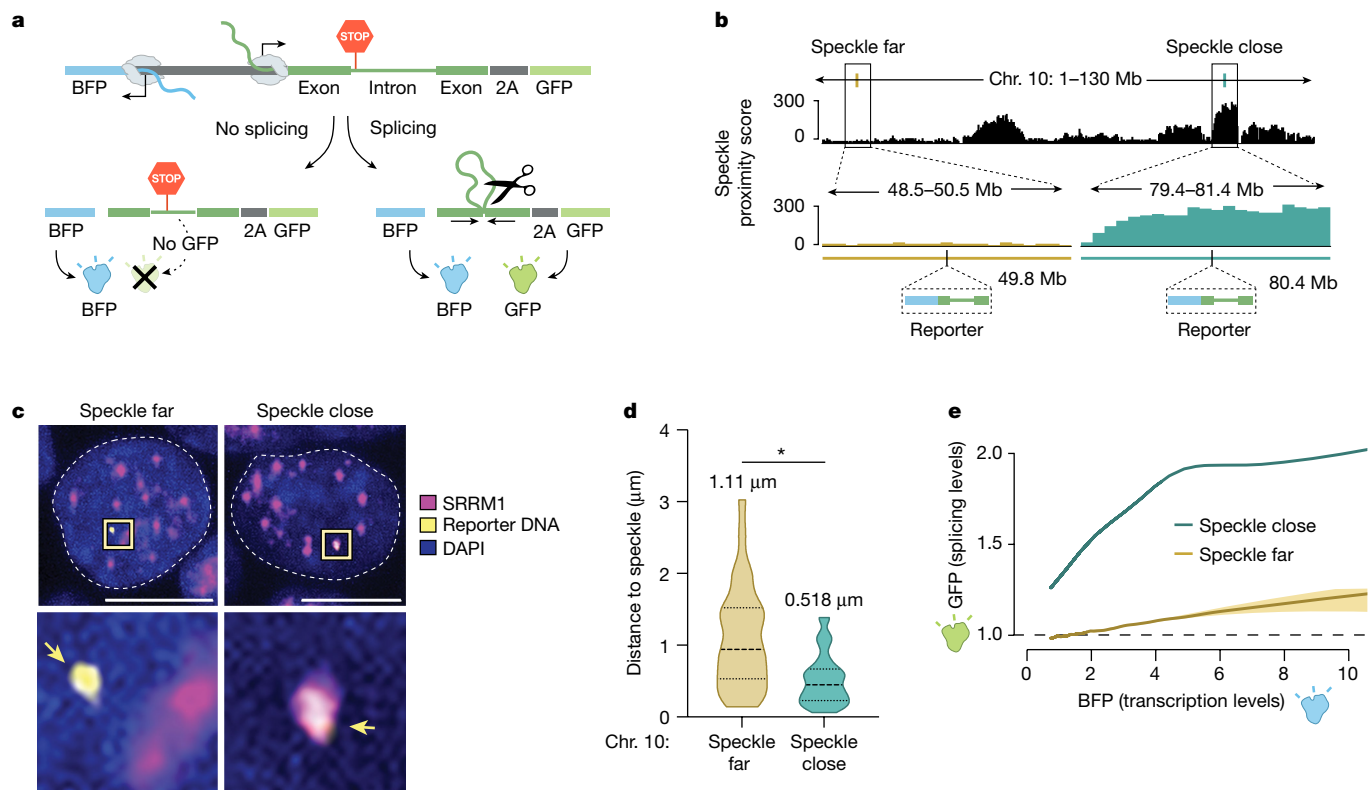 a
STOP
BFP
Exon
Intron
Exon
2A
GFP
No splicing
Splicing
STOP
BFP
No GFP
2A
GFP
BFP
BFP
2A
GFP
BFP
GFP
b
Speckle far
Speckle close
Chr. 10: 1–130 Mb
300
0
Speckle
proximity score
48.5–50.5 Mb
79.4–81.4 Mb
300
0
49.8 Mb
80.4 Mb
Reporter
Reporter
c
Speckle far
Speckle close
SRRM1
Reporter DNA
DAPI
d
Distance to speckle (μm)
4
3
2
1
0
*
1.11 μm
0.518 μm
Chr. 10:
Speckle
far
Speckle
close
e
GFP (splicing levels)
2.0
1.5
1.0
Speckle close
Speckle far
0
2
4
6
8
10
BFP (transcription levels)